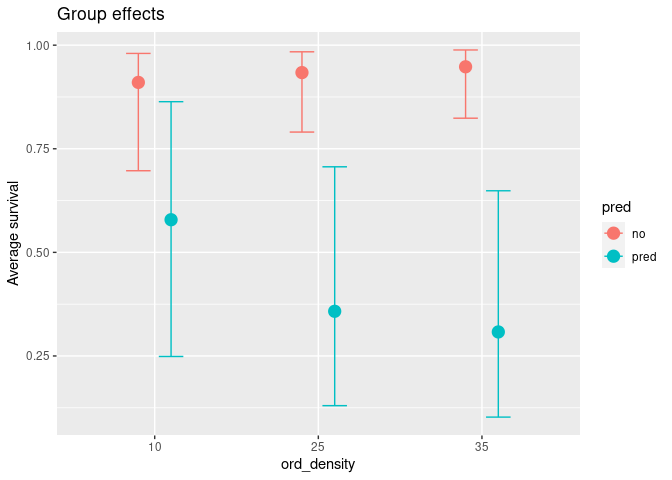 Group effects
1.00
0.75
0.50
0.25
Average survival
10
25
35
ord_density
pred
no
pred